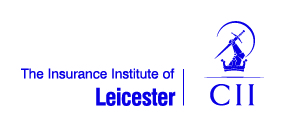 The Insurance Institute of
Leicester
CII